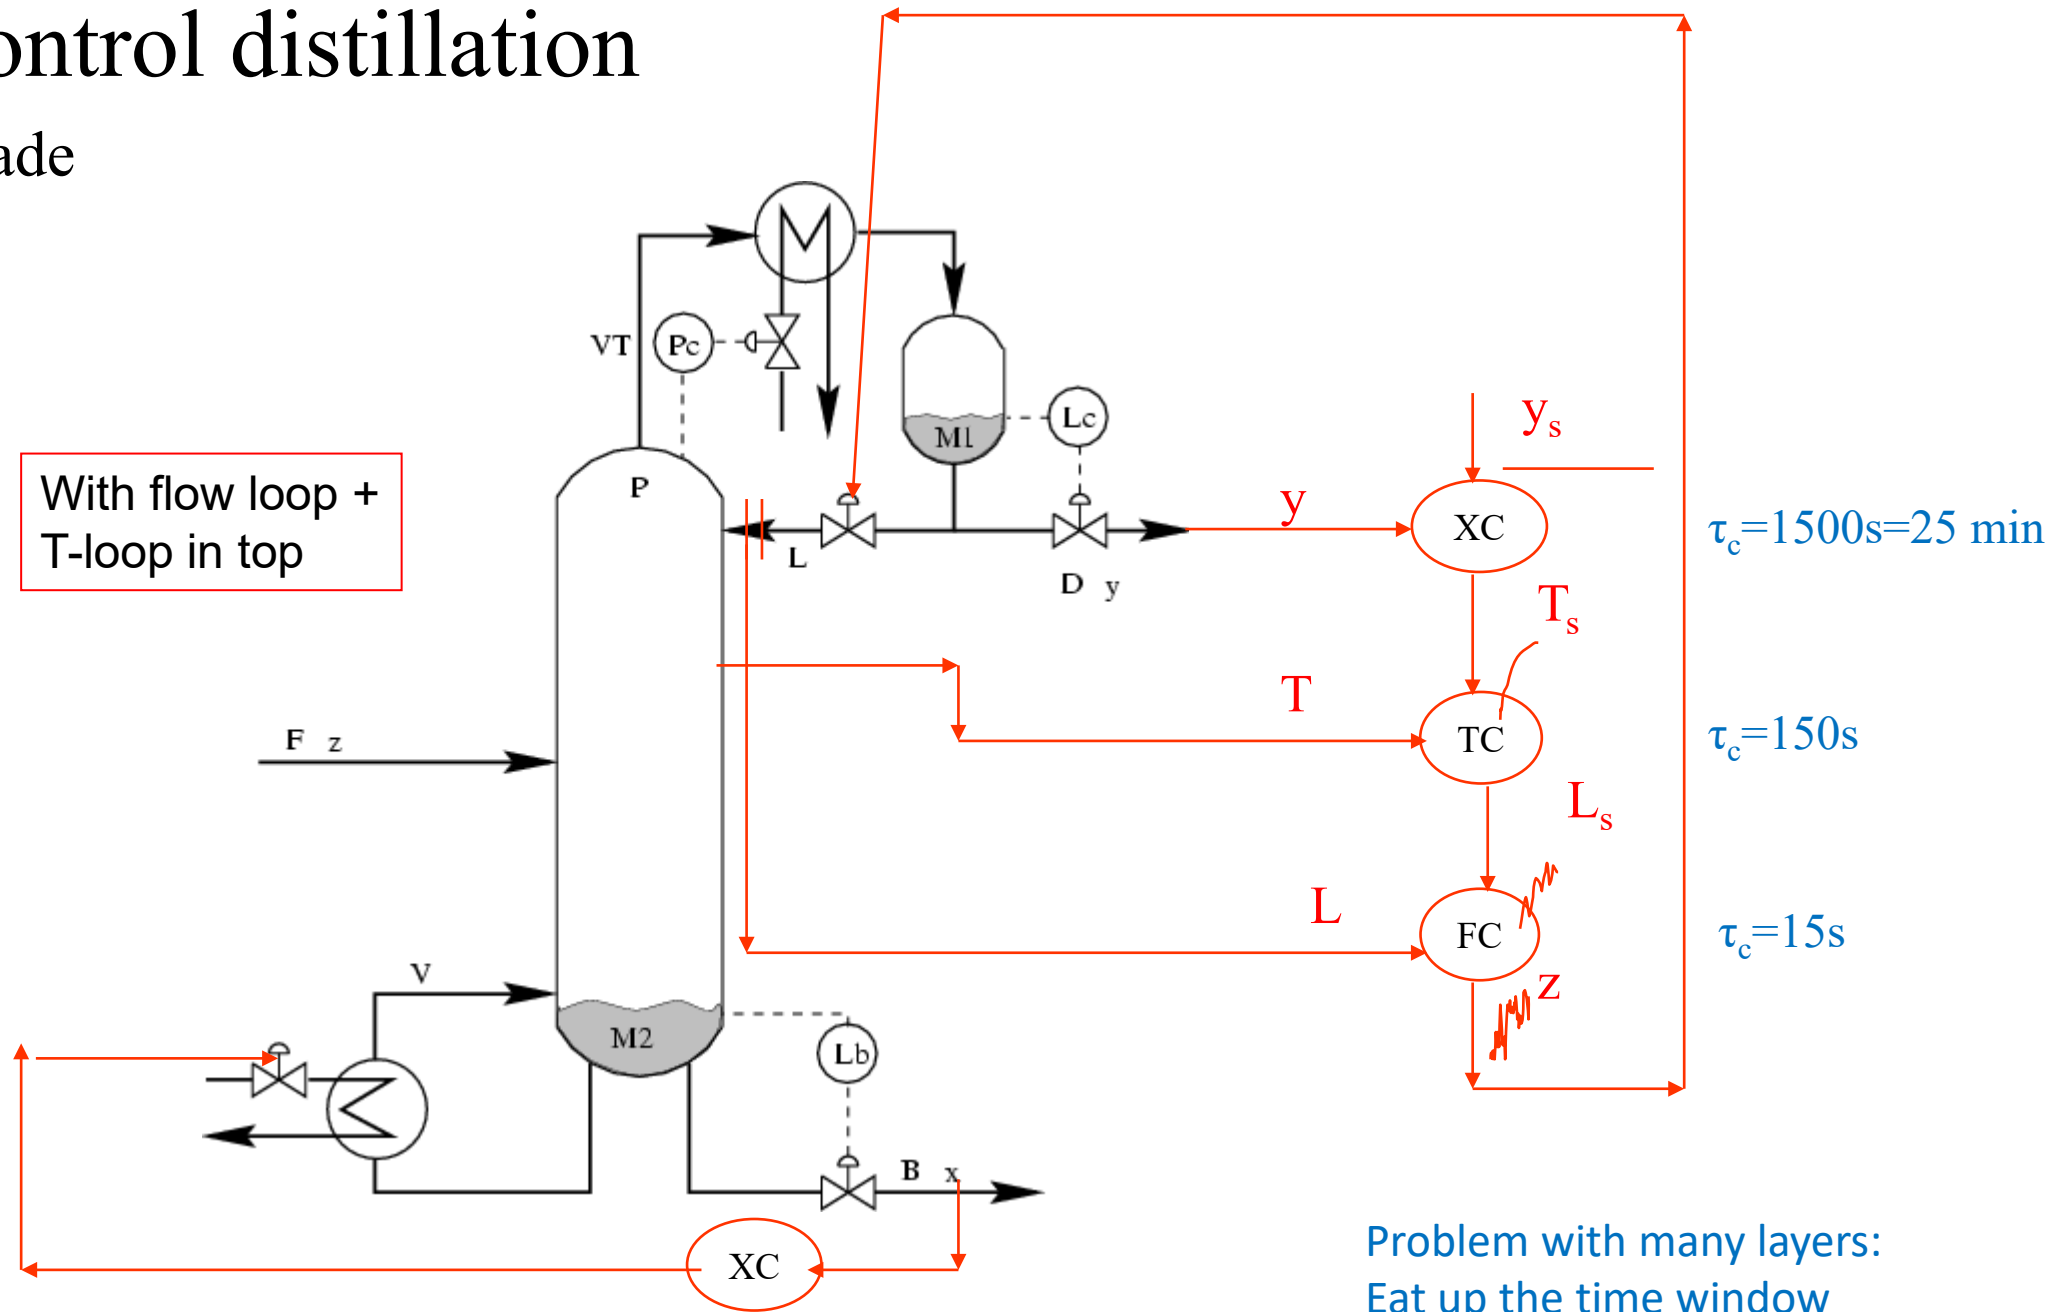 ontrol distillation
ade
VT
Pc
Lc
M1
With flow loop +
T-loop in top
P
L
D y
y
ys
XC
τc=1500s=25 min
Ts
T
TC
τc=150s
F z
Ls
L
FC
τc=15s
z
V
M2
Lb
B x
XC
Problem with many layers:
Eat up the time window